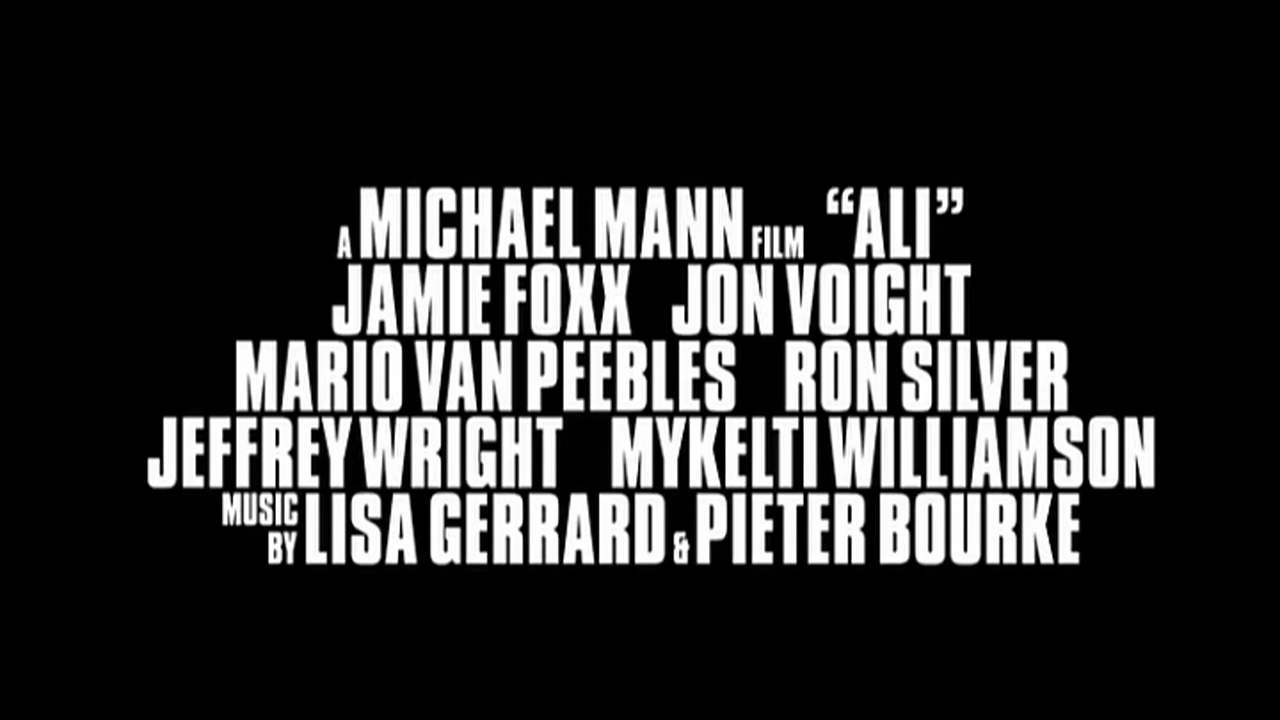 A MICHAEL MANN FILM “ALI”
JAMIE FOXX JON VOIGHT
MARIO VAN PEEBLES RON SILVER
JEFFREY WRIGHT MYKELTI WILLIAMSON
MUSIC BY LISA GERRARD & PIETER BOURKE